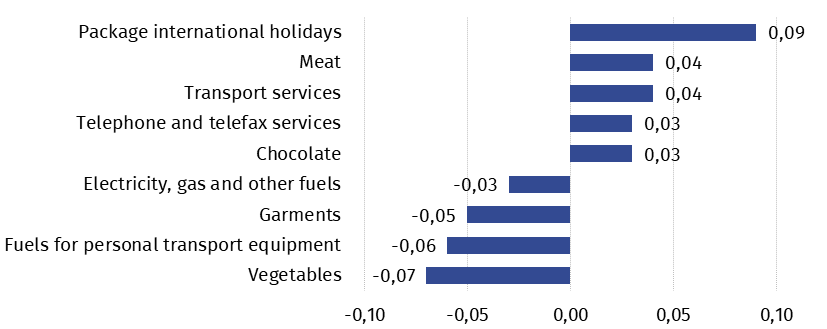 Package international holidays 0,09
Meat 0,04
Transport services 0,04
Telephone and telefax services 0,03
Chocolate 0,03
Electricity, gas and other fuels -0,03
Garments -0,05
Fuels for personal transport equipment -0,06
Vegetables -0,07
-0,10 -0,05 0,00 0,05 0,10